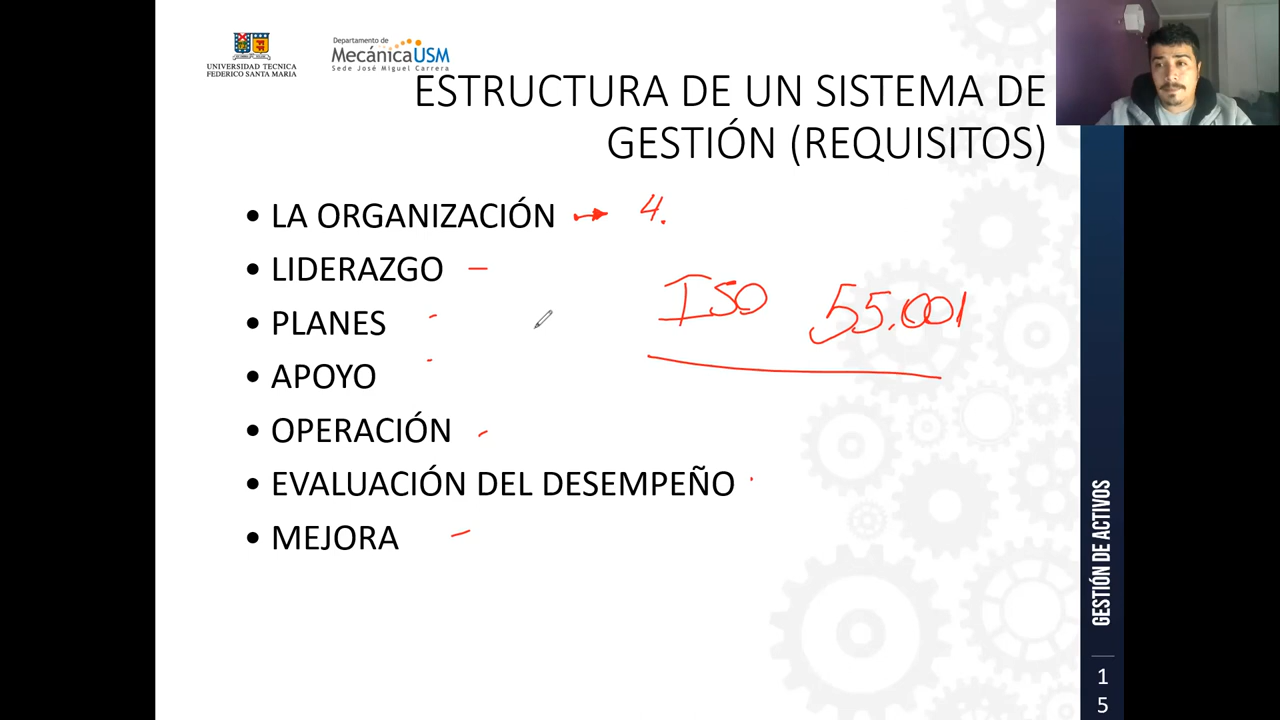 UNIVERSIDAD TECNICA
FEDERICO SANTA MARIA
Departamento de
MecánicaUSM
Sede José Miguel Carrera
ESTRUCTURA DE UN SISTEMA DE
GESTIÓN (REQUISITOS)
• LA ORGANIZACIÓN → 4.
• LIDERAZGO –
• PLANES -
• APOYO -
• OPERACIÓN -
• EVALUACIÓN DEL DESEMPEÑO
• MEJORA –
ISO 55.001
GESTIÓN DE ACTIVOS
1
5